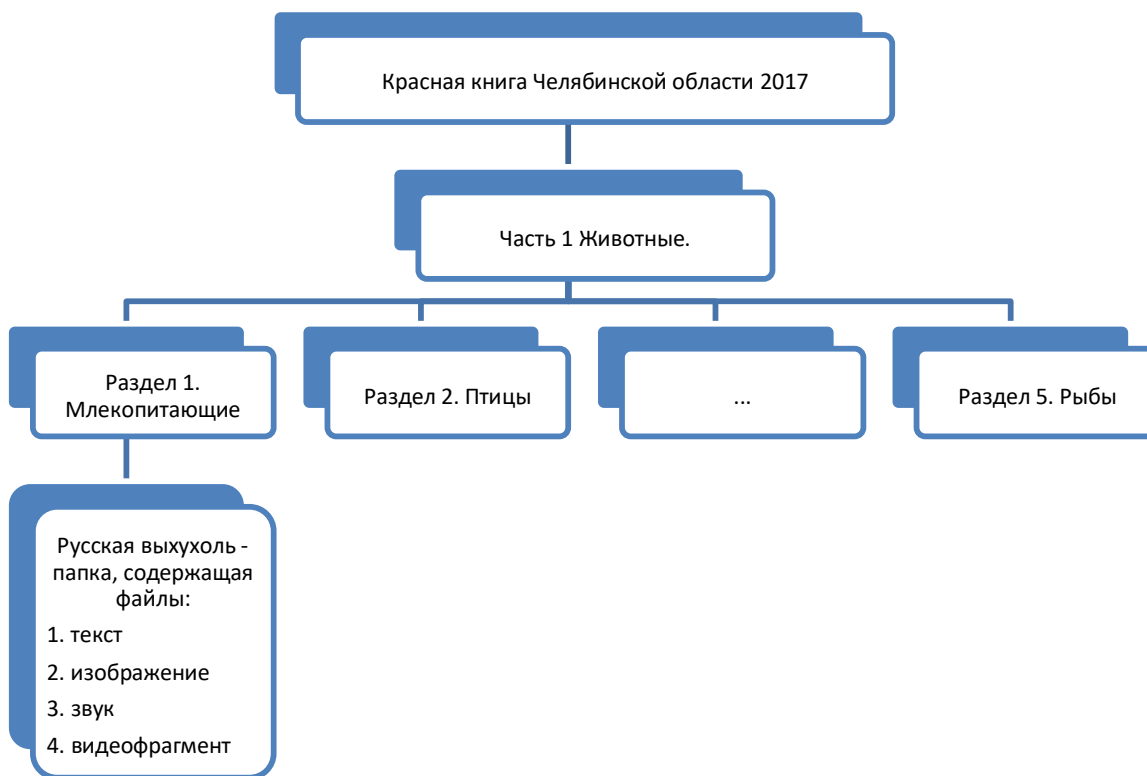 Красная книга Челябинской области 2017
Часть 1 Животные.
Раздел 1.
Млекопитающие
Раздел 2. Птицы
...
Раздел 5. Рыбы
Русская выхухоль -
папка, содержащая
файлы:
1. текст
2. изображение
3. звук
4. видеофрагмент